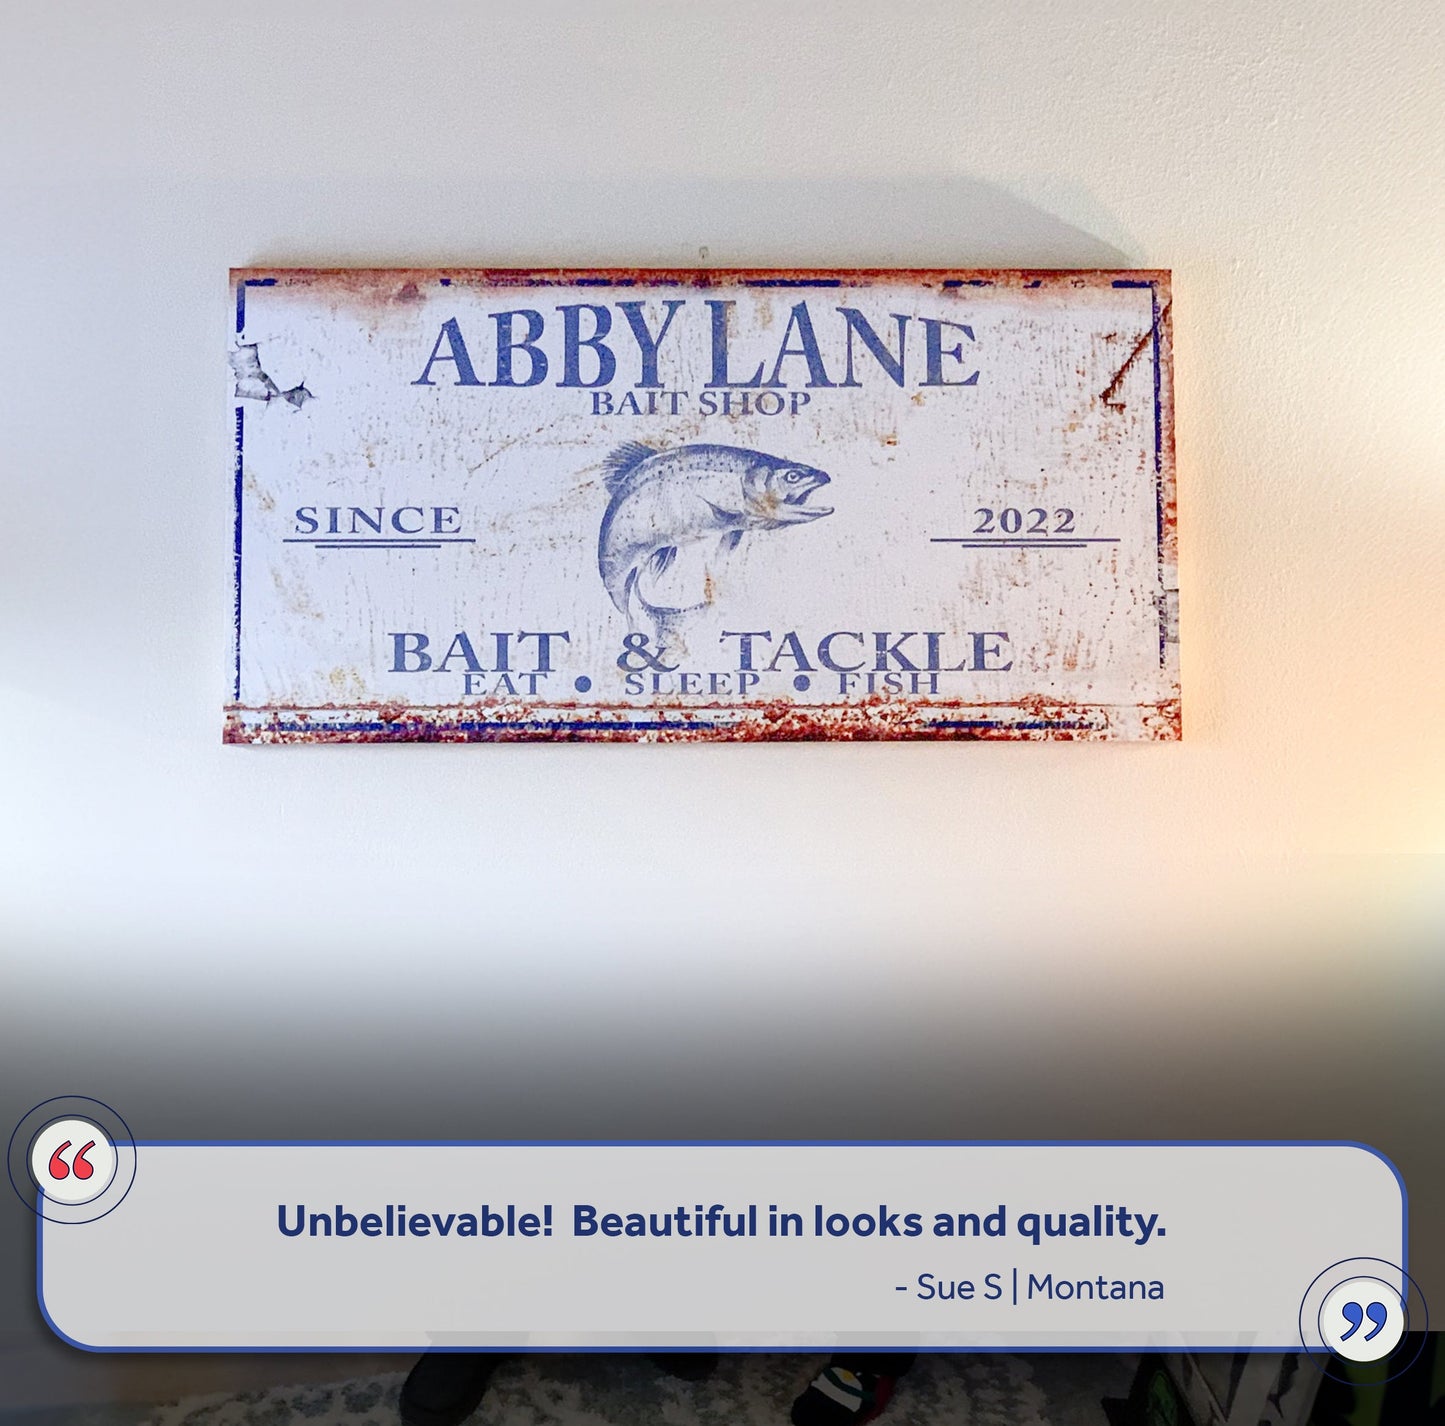 ABBY LANE
BAIT SHOP
SINCE 2022
BAIT & TACKLE
EAT • SLEEP • FISH
“
Unbelievable! Beautiful in looks and quality.
- Sue S | Montana
”